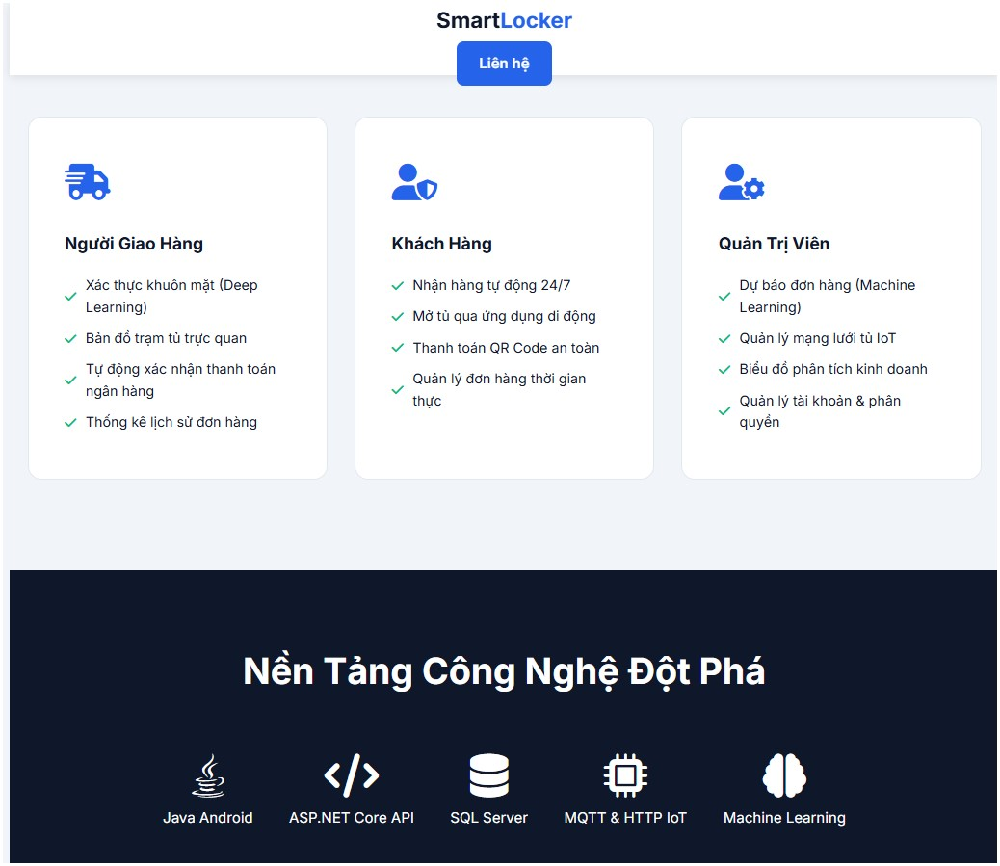 SmartLocker
Liên hệ
Người Giao Hàng
Xác thực khuôn mặt (Deep
Learning)
Bản đồ trạm tủ trực quan
Tự động xác nhận thanh toán
ngân hàng
Thống kê lịch sử đơn hàng
Khách Hàng
Nhận hàng tự động 24/7
Mở tủ qua ứng dụng di động
Thanh toán QR Code an toàn
Quản lý đơn hàng thời gian
thực
Quản Trị Viên
Dự báo đơn hàng (Machine
Learning)
Quản lý mạng lưới tủ IoT
Biểu đồ phân tích kinh doanh
Quản lý tài khoản & phân
quyền
Nền Tảng Công Nghệ Đột Phá
Java Android
ASP.NET Core API
SQL Server
MQTT & HTTP IoT
Machine Learning